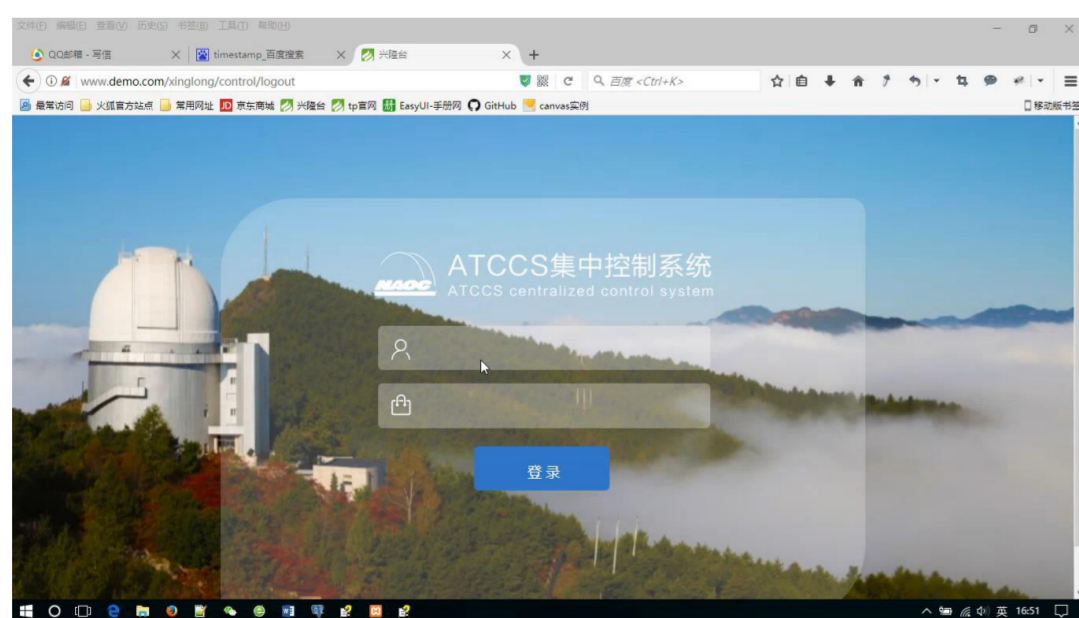 文件(F) 编辑(E) 查看(V) 历史(S) 书签(B) 工具(T) 帮助(H)
QQ邮箱 - 写信 timestamp_百度搜索 兴隆台
www.demo.com/xinglong/control/logout 百度 <Ctrl+K>
最常访问 火狐官方站点 常用网址 JD 京东商城 兴隆台 tp官网 EasyUI-手册网 GitHub canvas实例 移动版书签
NAOC ATCCS集中控制系统
ATCCS centralized control system
登录
英 16:51